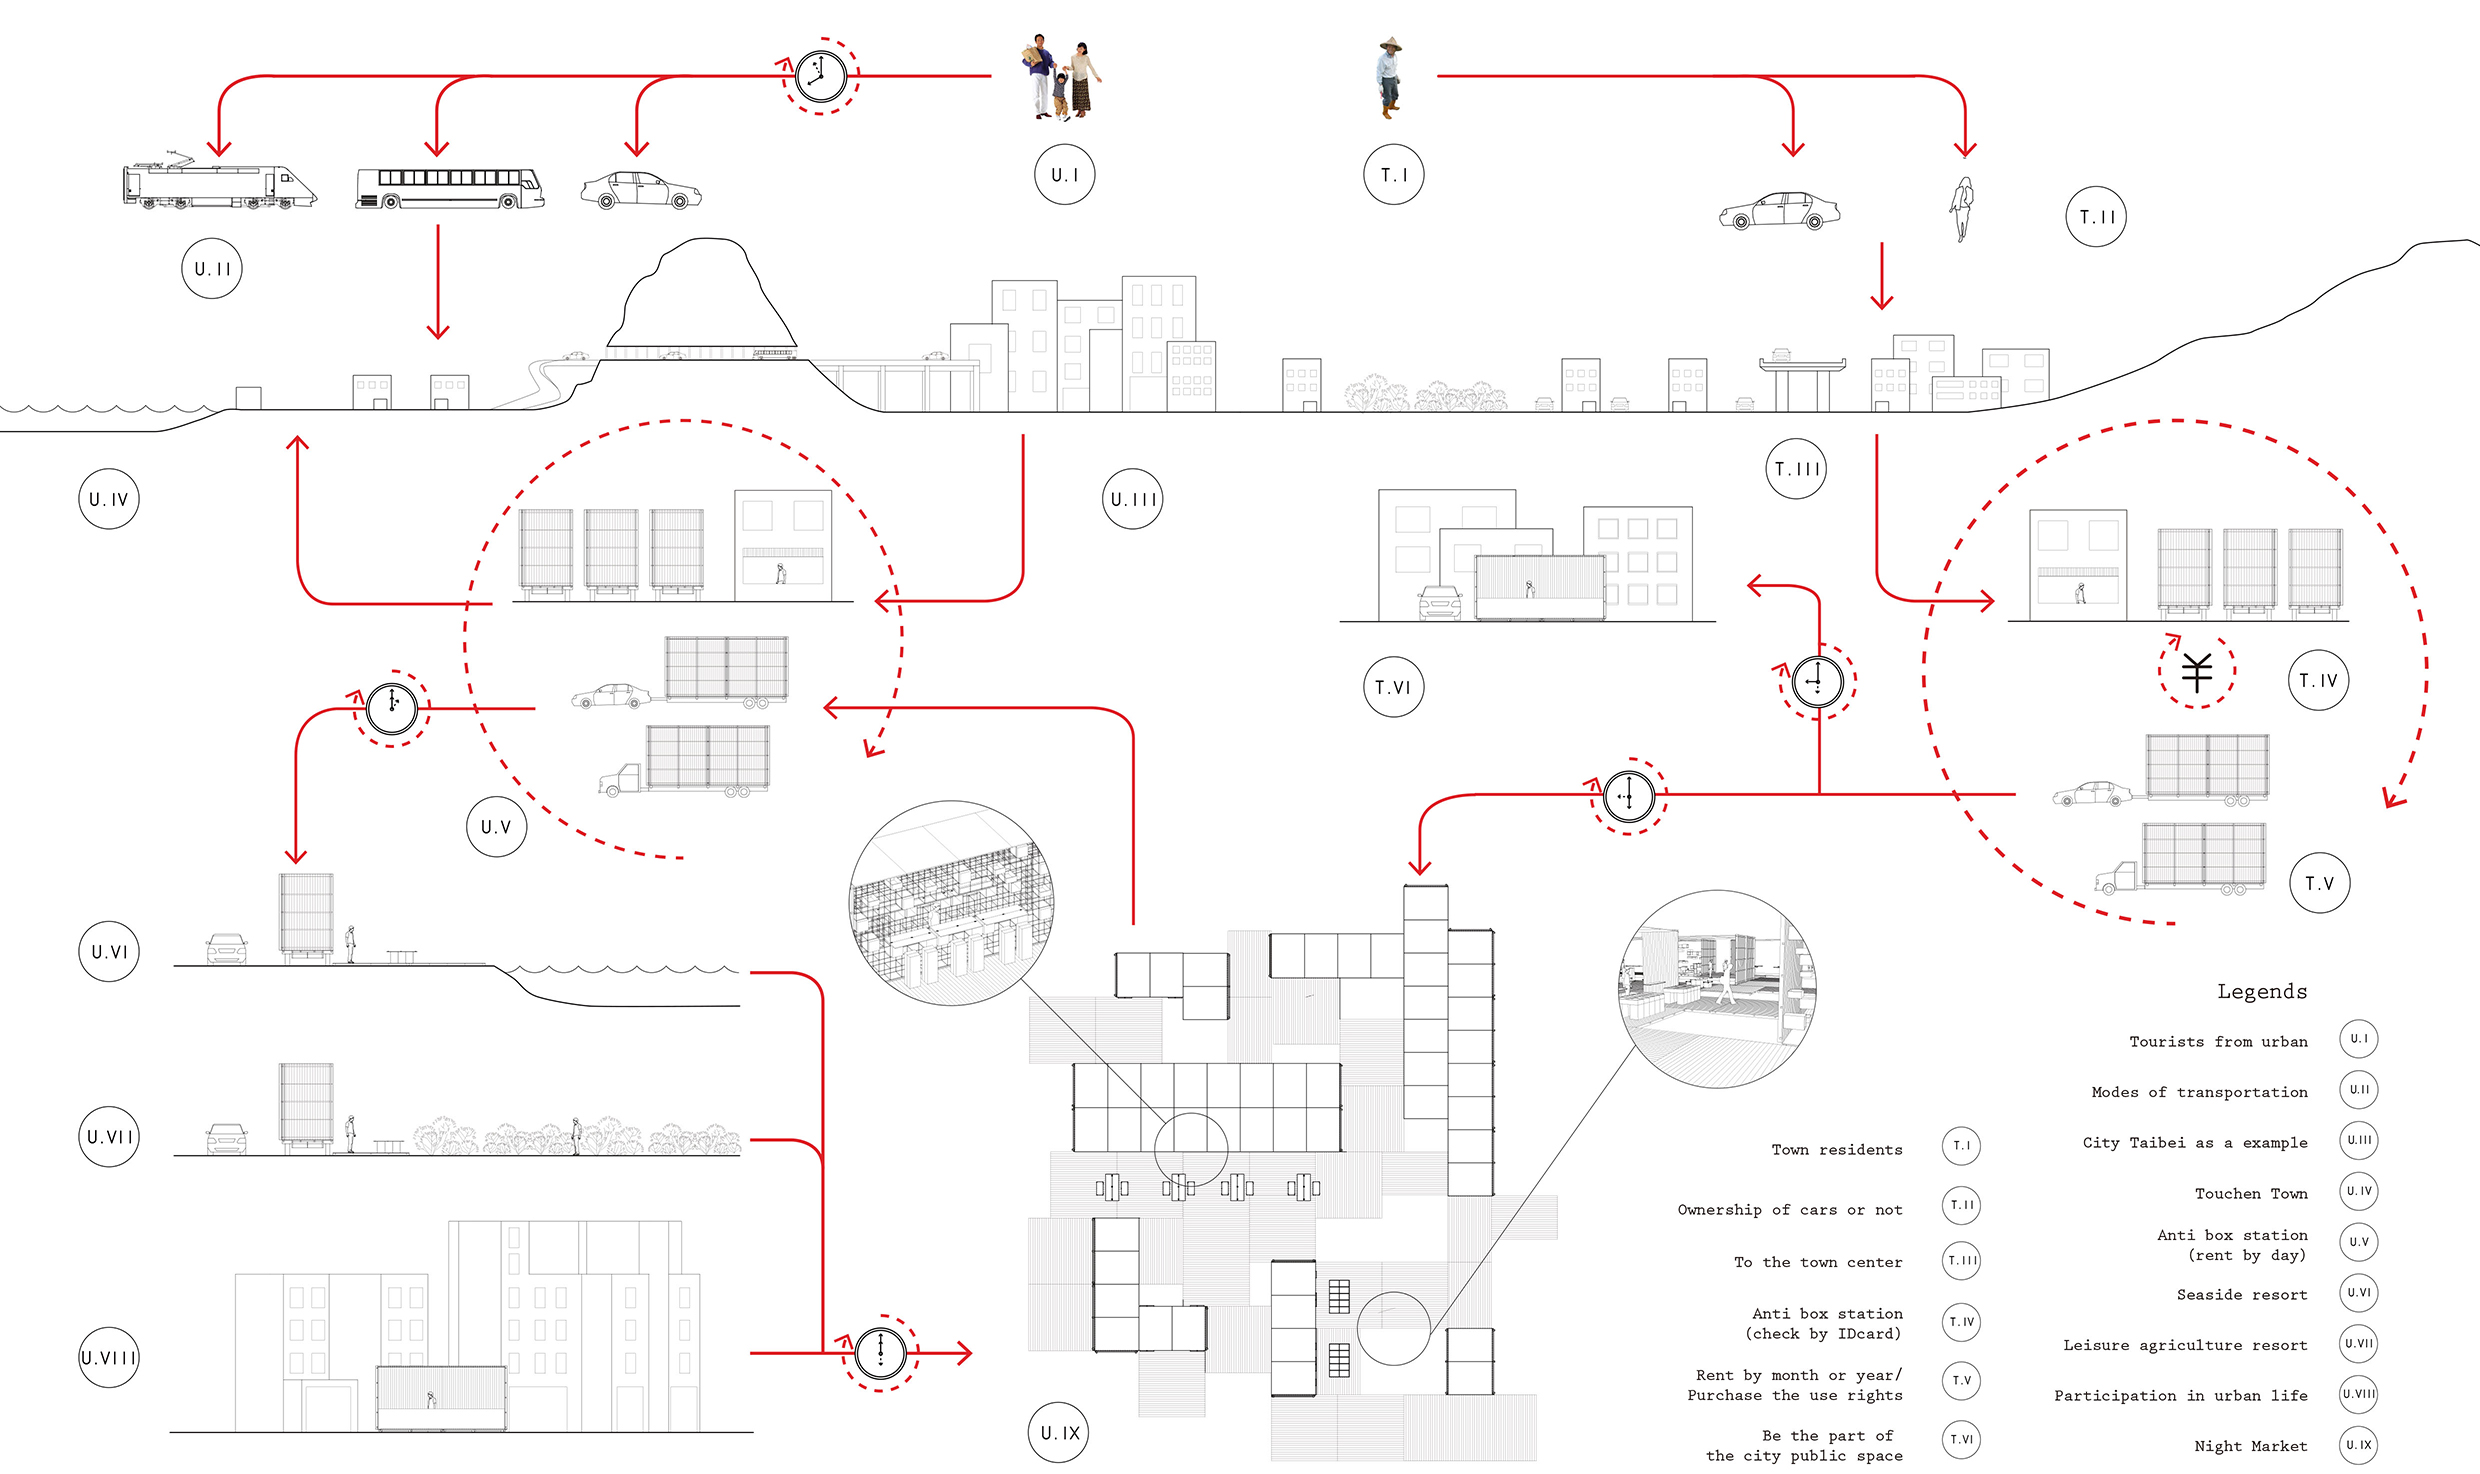 U.I
T.I
T.II
U.II
T.III
U.IV
U.III
T.VI
¥
T.IV
U.V
T.V
U.VI
U.VII
U.VIII
U.IX
Legends
Tourists from urban U.I
Modes of transportation U.II
City Taibei as a example U.III
Touchen Town U.IV
Anti box station
(rent by day) U.V
Seaside resort U.VI
Leisure agriculture resort U.VII
Participation in urban life U.VIII
Night Market U.IX
Town residents T.I
Ownership of cars or not T.II
To the town center T.III
Anti box station
(check by IDcard) T.IV
Rent by month or year/
Purchase the use rights T.V
Be the part of
the city public space T.VI